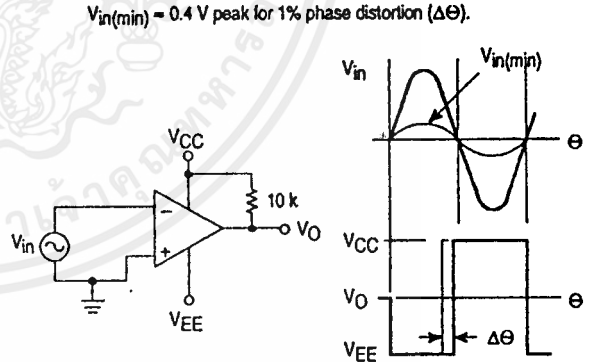 Vin(min) = 0.4 V peak for 1% phase distortion (ΔΘ).
Vin
Vin(min)
Θ
VCC
10 k
VO
Vin
−
+
VEE
VCC
VO
Θ
ΔΘ
VEE